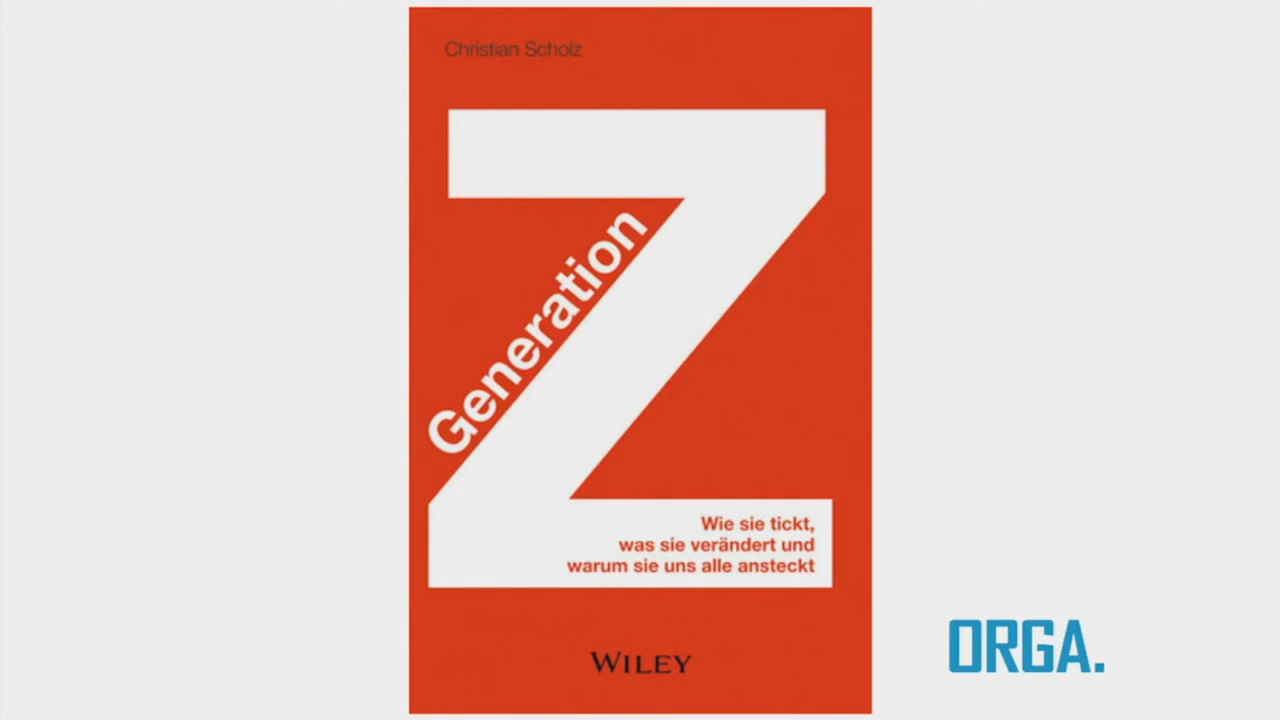 Christian Scholz
Generation
Z
Wie sie tickt,
was sie verändert und
warum sie uns alle ansteckt
WILEY
ORGA.